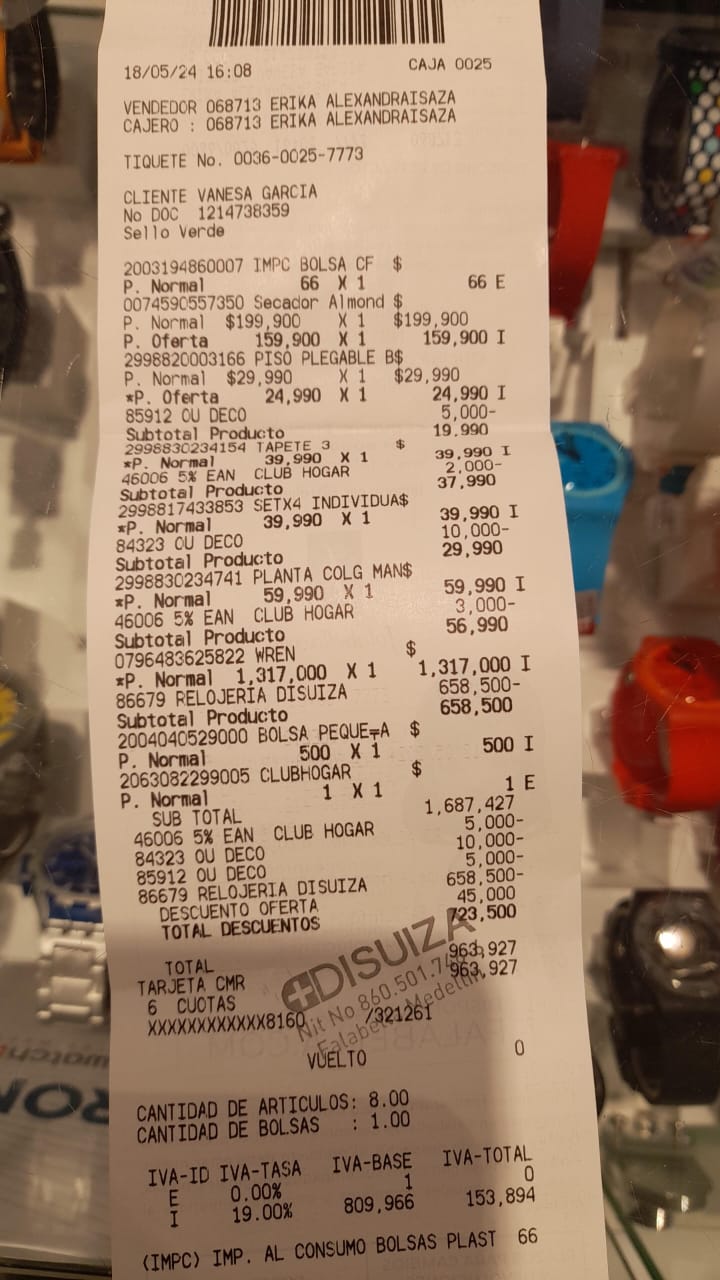 18/05/24 16:08 CAJA 0025
VENDEDOR 068713 ERIKA ALEXANDRAISAZA
CAJERO : 068713 ERIKA ALEXANDRAISAZA
TIQUETE No. 0036-0025-7773
CLIENTE VANESA GARCIA
No DOC 1214738359
Sello Verde
2003194860007 IMPC BOLSA CF $
P. Normal 66 X 1 66 E
0074590557350 Secador Almond $
P. Normal $199,900 X 1 $199,900
P. Oferta 159,900 X 1 159,900 I
2998820003166 PISO PLEGABLE B$
P. Normal $29,990 X 1 $29,990
*P. Oferta 24,990 X 1 24,990 I
85912 OU DECO 5,000-
Subtotal Producto 19.990
2998830234154 TAPETE 3 $
*P. Normal 39,990 X 1 39,990 I
46006 5% EAN CLUB HOGAR 2,000-
Subtotal Producto 37,990
2998817433853 SETX4 INDIVIDUA$
*P. Normal 39,990 X 1 39,990 I
84323 OU DECO 10,000-
Subtotal Producto 29,990
2998830234741 PLANTA COLG MAN$
*P. Normal 59,990 X 1 59,990 I
46006 5% EAN CLUB HOGAR 3,000-
Subtotal Producto 56,990
0796483625822 WREN $
*P. Normal 1,317,000 X 1 1,317,000 I
86679 RELOJERIA DISUIZA 658,500-
Subtotal Producto 658,500
2004040529000 BOLSA PEQUE╤A $
P. Normal 500 X 1 500 I
2063082299005 CLUBHOGAR $
P. Normal 1 X 1 1 E
SUB TOTAL 1,687,427
46006 5% EAN CLUB HOGAR 5,000-
84323 OU DECO 10,000-
85912 OU DECO 5,000-
86679 RELOJERIA DISUIZA 658,500-
DESCUENTO OFERTA 45,000
TOTAL DESCUENTOS 723,500
TOTAL 963,927
TARJETA CMR 963,927
6 CUOTAS
XXXXXXXXXXXX8160 /321261
DISUIZA
Nit No 860.501.7
Falabella Medellín
VUELTO 0
CANTIDAD DE ARTICULOS: 8.00
CANTIDAD DE BOLSAS : 1.00
IVA-ID IVA-TASA IVA-BASE IVA-TOTAL
E 0.00% 1 0
I 19.00% 809,966 153,894
(IMPC) IMP. AL CONSUMO BOLSAS PLAST 66